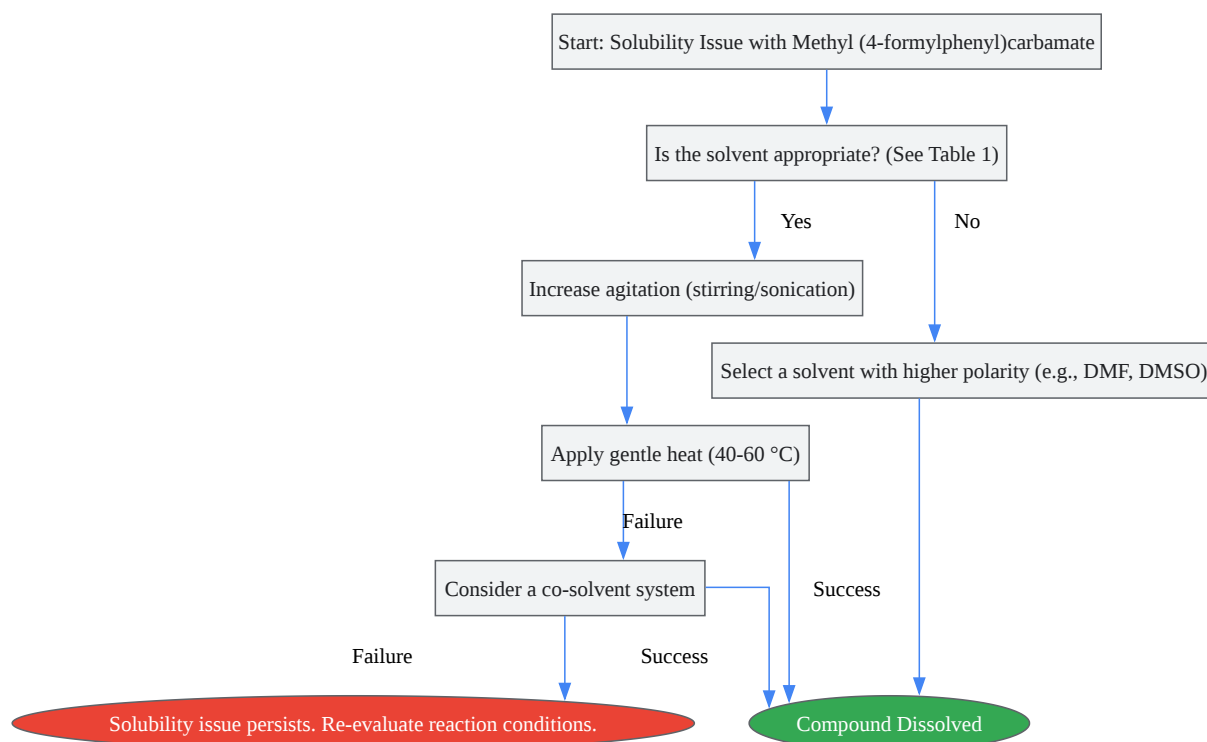 Start: Solubility Issue with Methyl (4-formylphenyl)carbamate
Is the solvent appropriate? (See Table 1)
Yes
No
Increase agitation (stirring/sonication)
Select a solvent with higher polarity (e.g., DMF, DMSO)
Apply gentle heat (40-60 °C)
Failure
Consider a co-solvent system
Success
Failure
Success
Solubility issue persists. Re-evaluate reaction conditions.
Compound Dissolved